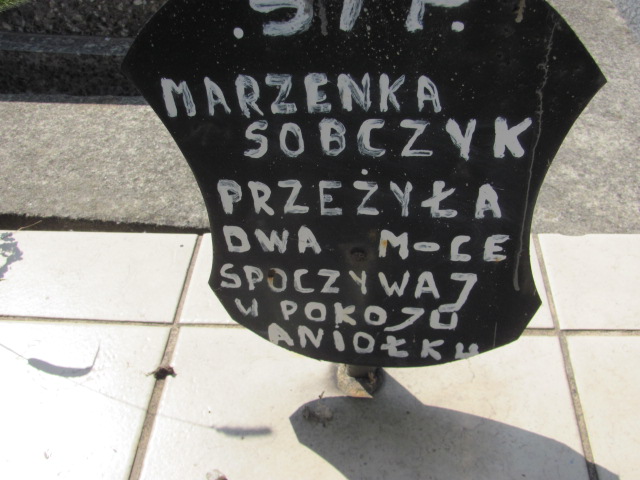 .Ś.†P.
MARZENKA
SOBCZYK
PRZEŻYŁA
DWA M-CE
SPOCZYWAJ
W POKOJU
ANIOŁKU